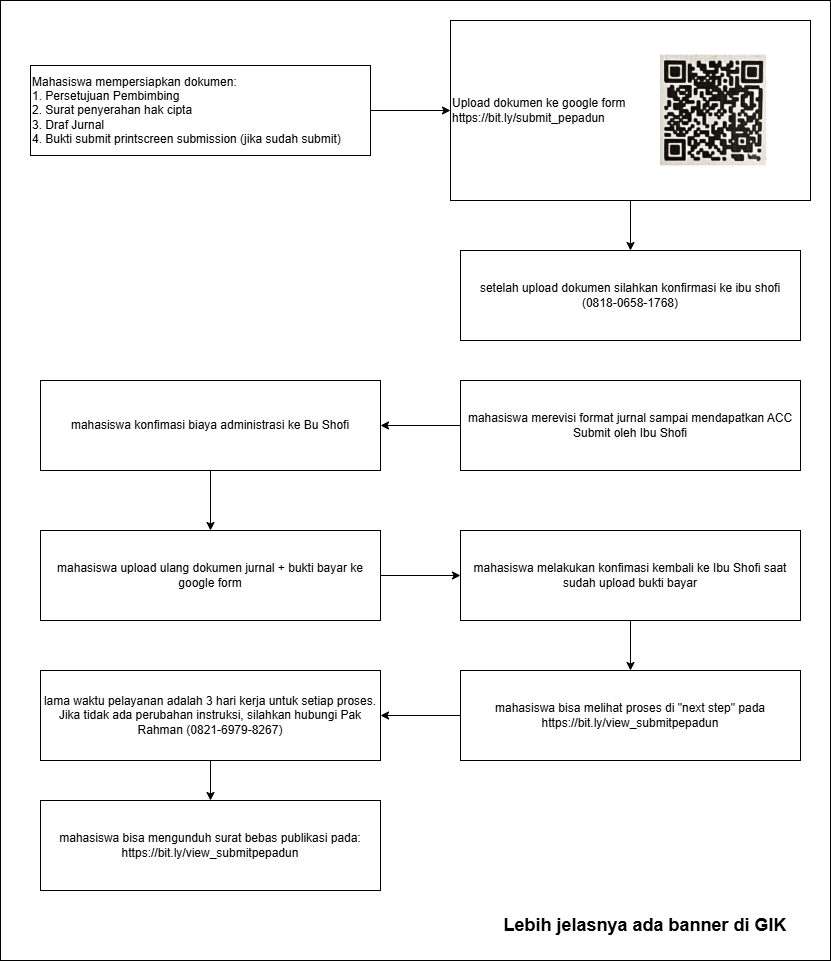 Mahasiswa mempersiapkan dokumen:
1. Persetujuan Pembimbing
2. Surat penyerahan hak cipta
3. Draf Jurnal
4. Bukti submit printscreen submission (jika sudah submit)
Upload dokumen ke google form
https://bit.ly/submit_pepadun
setelah upload dokumen silahkan konfirmasi ke ibu shofi
(0818-0658-1768)
mahasiswa merevisi format jurnal sampai mendapatkan ACC
Submit oleh Ibu Shofi
mahasiswa konfimasi biaya administrasi ke Bu Shofi
mahasiswa upload ulang dokumen jurnal + bukti bayar ke
google form
mahasiswa melakukan konfimasi kembali ke Ibu Shofi saat
sudah upload bukti bayar
mahasiswa bisa melihat proses di "next step" pada
https://bit.ly/view_submitpepadun
lama waktu pelayanan adalah 3 hari kerja untuk setiap proses.
Jika tidak ada perubahan instruksi, silahkan hubungi Pak
Rahman (0821-6979-8267)
mahasiswa bisa mengunduh surat bebas publikasi pada:
https://bit.ly/view_submitpepadun
Lebih jelasnya ada banner di GIK